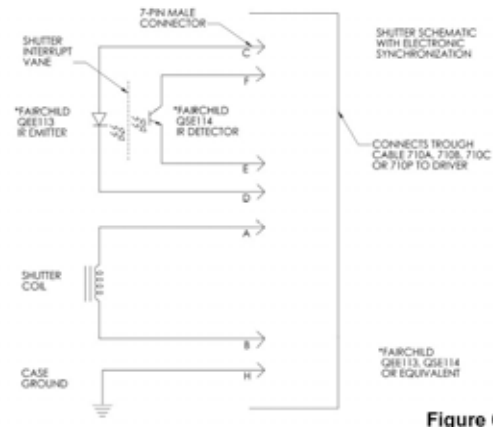 7-PIN MALE
CONNECTOR
SHUTTER
INTERRUPT
VANE
C
F
*FAIRCHILD
QEE113
IR EMITTER
*FAIRCHILD
QSE114
IR DETECTOR
E
D
A
SHUTTER
COIL
B
CASE
GROUND
H
SHUTTER SCHEMATIC
WITH ELECTRONIC
SYNCHRONIZATION
CONNECTS TROUGH
CABLE 710A, 710B, 710C
OR 710P TO DRIVER
*FAIRCHILD
QEE113, QSE114
OR EQUIVALENT
Figure